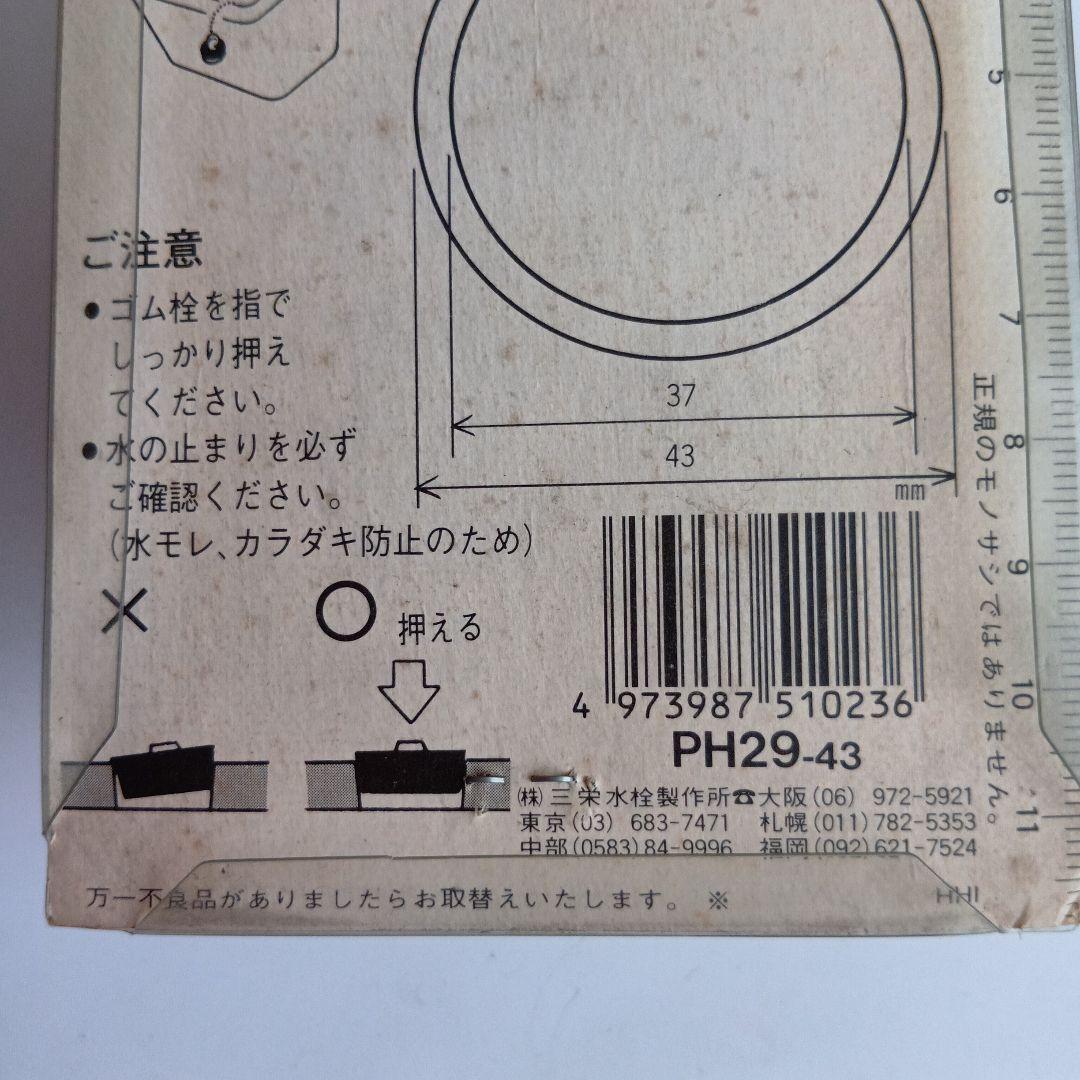 ご注意
●ゴム栓を指で
しっかり押え
てください。
●水の止まりを必ず
ご確認ください。
(水モレ、カラダキ防止のため)
×
○ 押える
37
43
mm
5
6
7
8
9
10
11
正規のモノサシではありません。
4 973987 510236
PH29-43
㈱三栄水栓製作所☎大阪(06) 972-5921
東京(03) 683-7471 札幌(011)782-5353
中部(0583)84-9996 福岡(092)621-7524
万一不良品がありましたらお取替えいたします。 ※
HHI